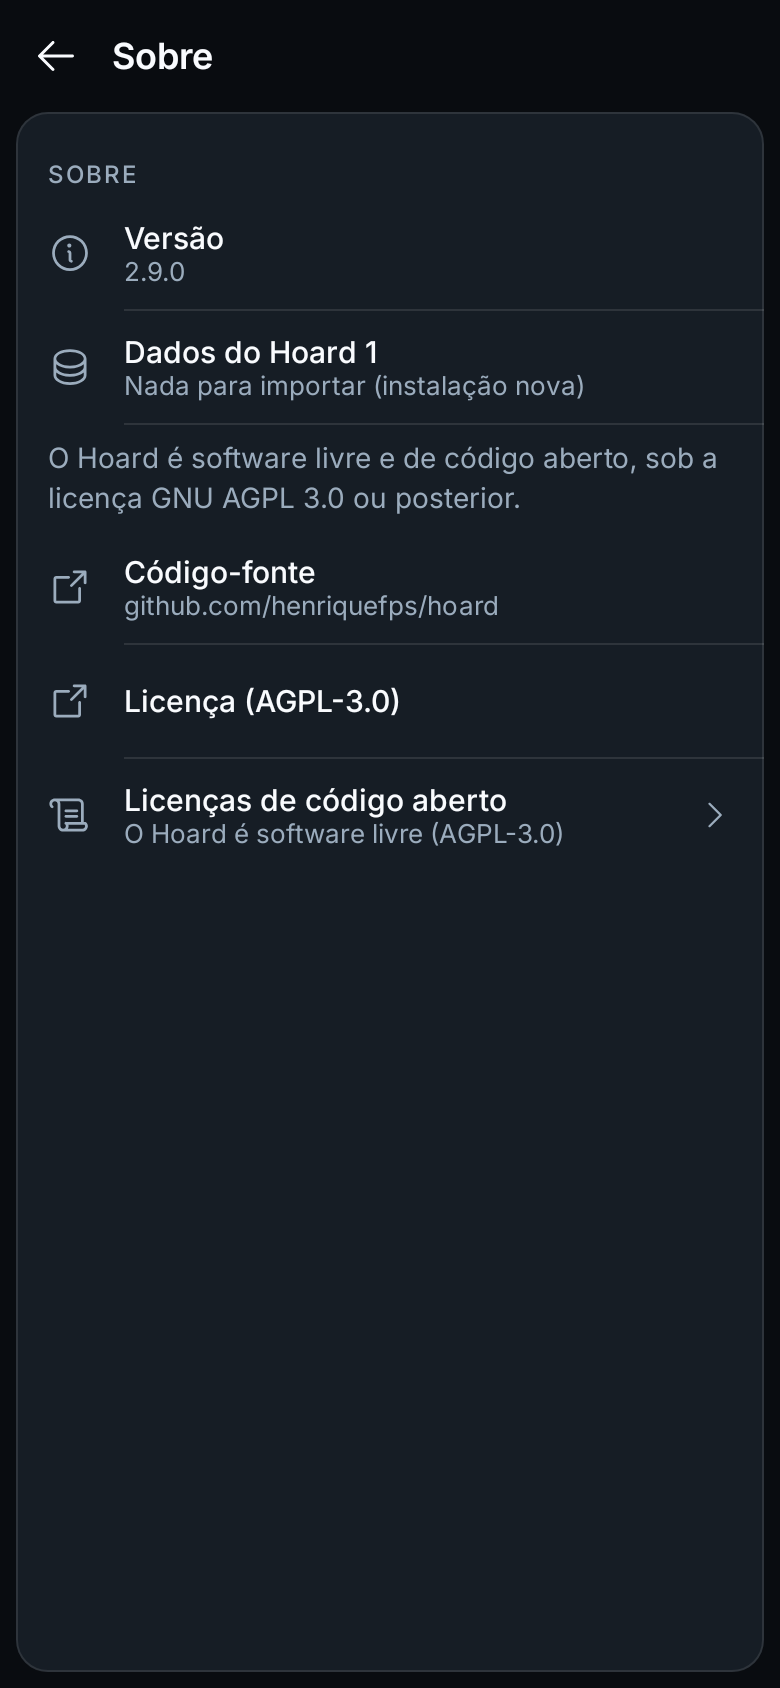 Sobre
SOBRE
Versão
2.9.0
Dados do Hoard 1
Nada para importar (instalação nova)
O Hoard é software livre e de código aberto, sob a
licença GNU AGPL 3.0 ou posterior.
Código-fonte
github.com/henriquefps/hoard
Licença (AGPL-3.0)
Licenças de código aberto
O Hoard é software livre (AGPL-3.0)